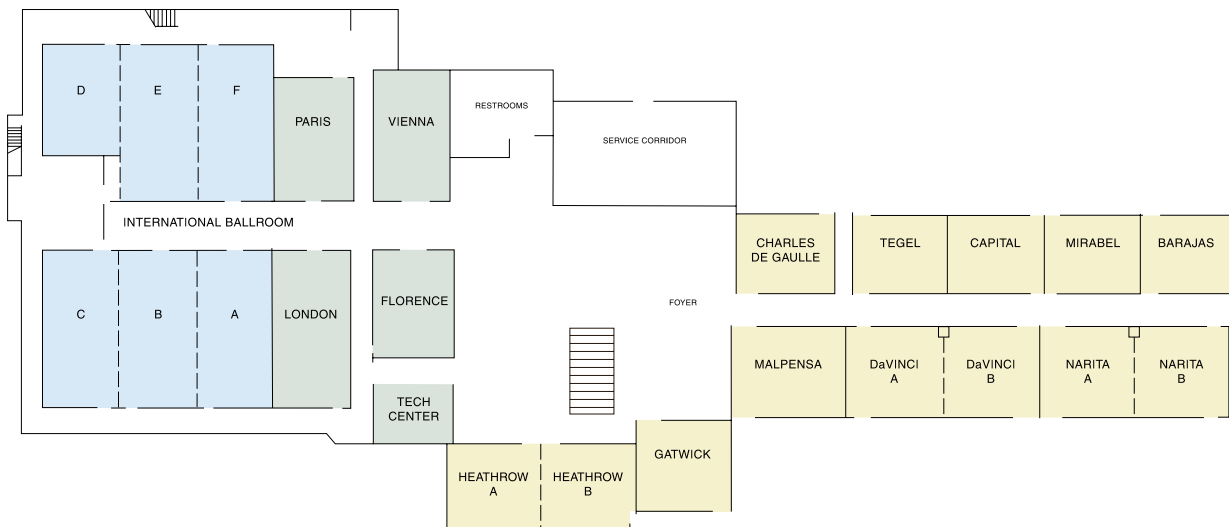 D
E
F
PARIS
VIENNA
RESTROOMS
SERVICE CORRIDOR
INTERNATIONAL BALLROOM
CHARLES
DE GAULLE
TEGEL
CAPITAL
MIRABEL
BARAJAS
C
B
A
LONDON
FLORENCE
FOYER
MALPENSA
DaVINCI
A
DaVINCI
B
NARITA
A
NARITA
B
TECH
CENTER
HEATHROW
A
HEATHROW
B
GATWICK